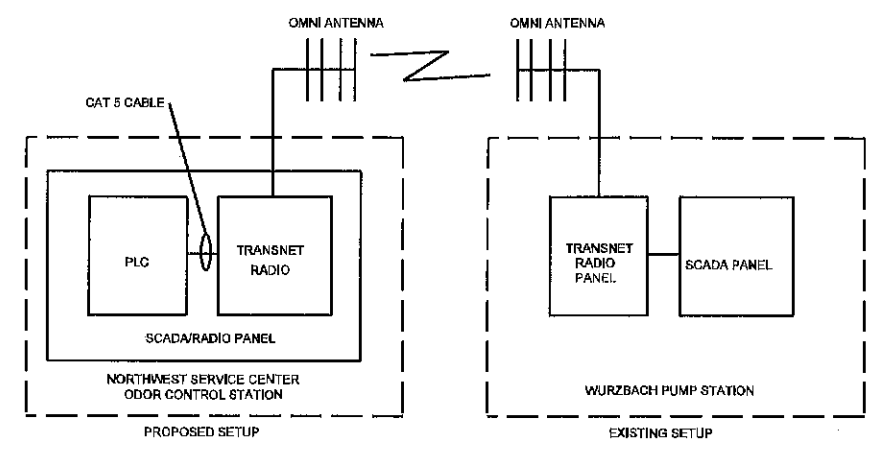 OMNI ANTENNA
OMNI ANTENNA
CAT 5 CABLE
PLC
TRANSNET
RADIO
TRANSNET
RADIO
PANEL
SCADA PANEL
SCADA/RADIO PANEL
NORTHWEST SERVICE CENTER
ODOR CONTROL STATION
WURZBACH PUMP STATION
PROPOSED SETUP
EXISTING SETUP